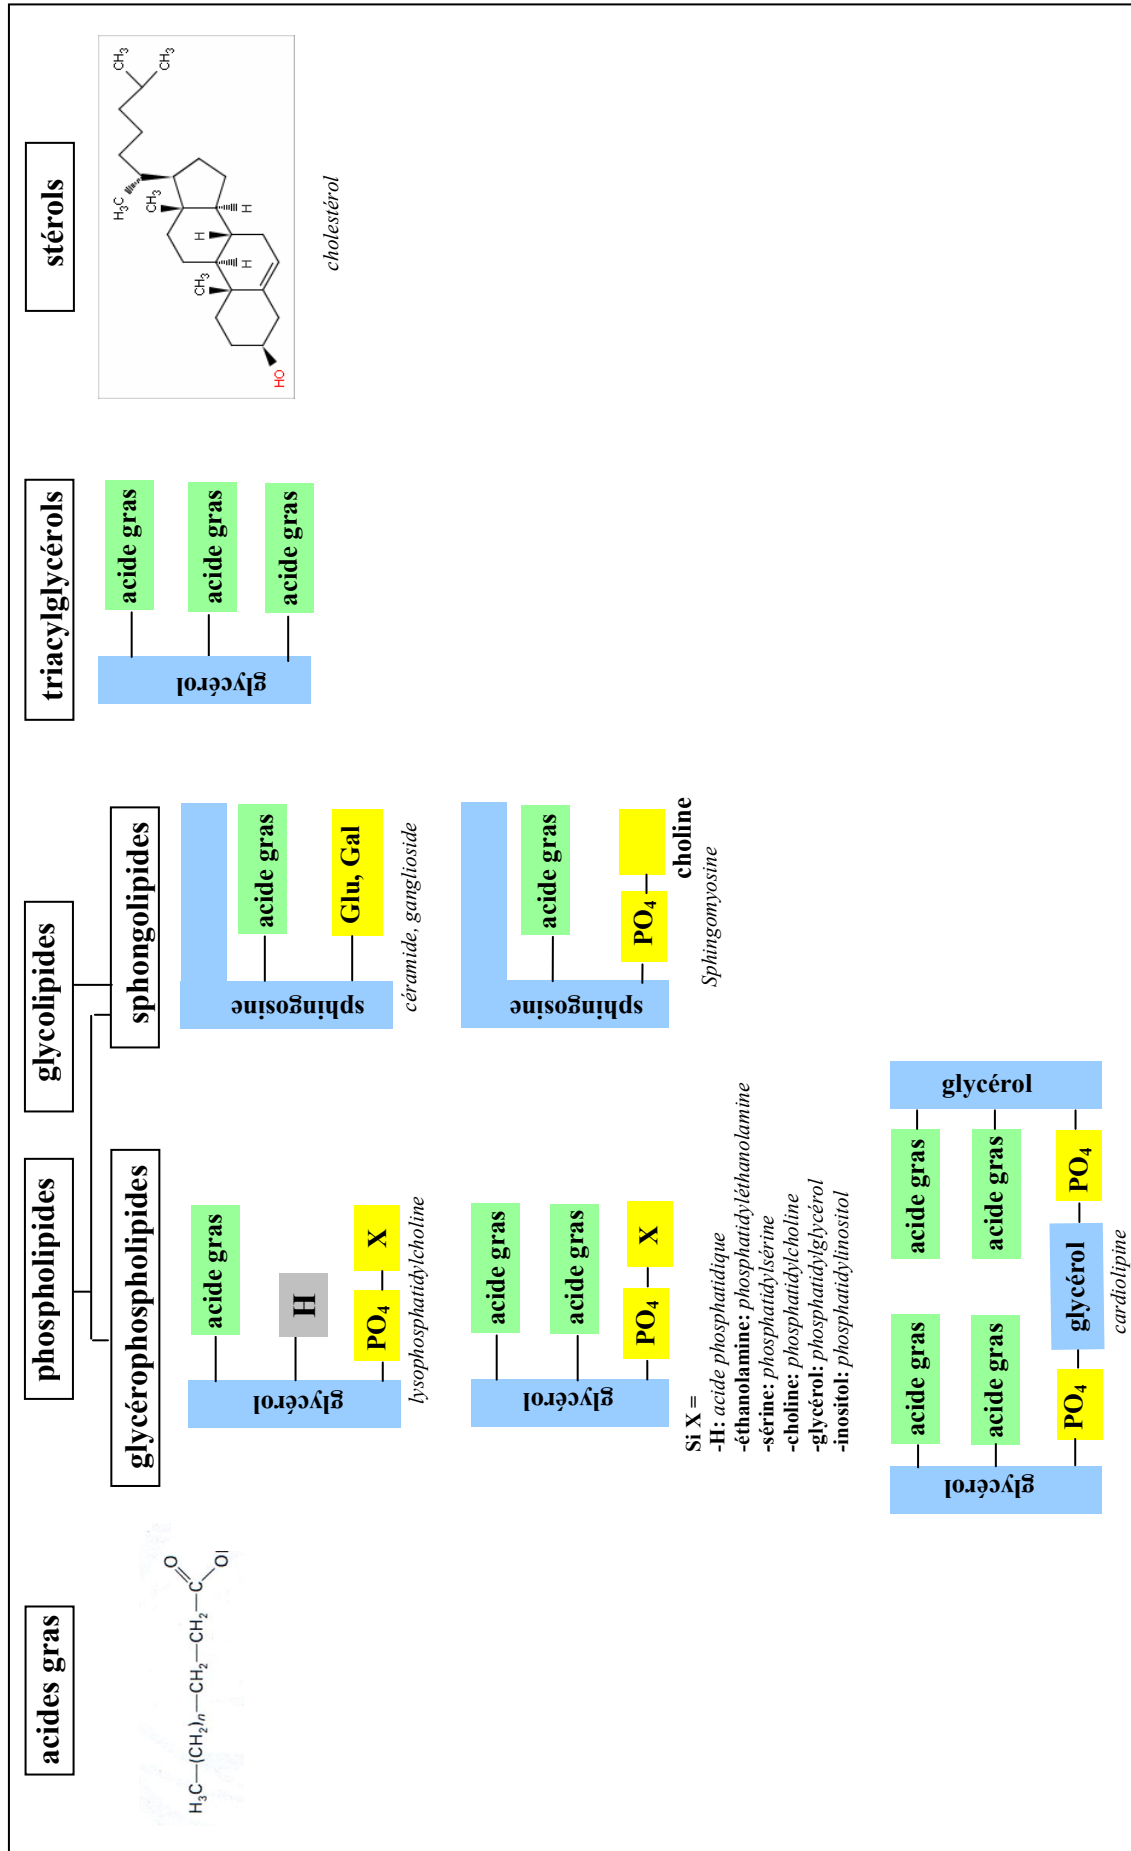 acides gras
phospholipides
glycolipides
triacylglycérols
stérols
glycérophospholipides
sphongolipides
H₃C—(CH₂)ₙ—CH₂—CH₂—C
O
Ol
glycérol
acide gras
H
PO₄
X
lysophosphatidylcholine
glycérol
acide gras
acide gras
PO₄
X
Si X =
-H: acide phosphatidique
-éthanolamine: phosphatidyléthanolamine
-sérine: phosphatidylsérine
-choline: phosphatidylcholine
-glycérol: phosphatidylglycérol
-inositol: phosphatidylinositol
glycérol
acide gras
acide gras
PO₄
glycérol
PO₄
acide gras
acide gras
glycérol
cardiolipine
sphingosine
acide gras
Glu, Gal
céramide, ganglioside
sphingosine
acide gras
PO₄
choline
Sphingomyosine
glycérol
acide gras
acide gras
acide gras
HO
CH₃
H
H
H
CH₃
H₃C
CH₃
CH₃
cholestérol